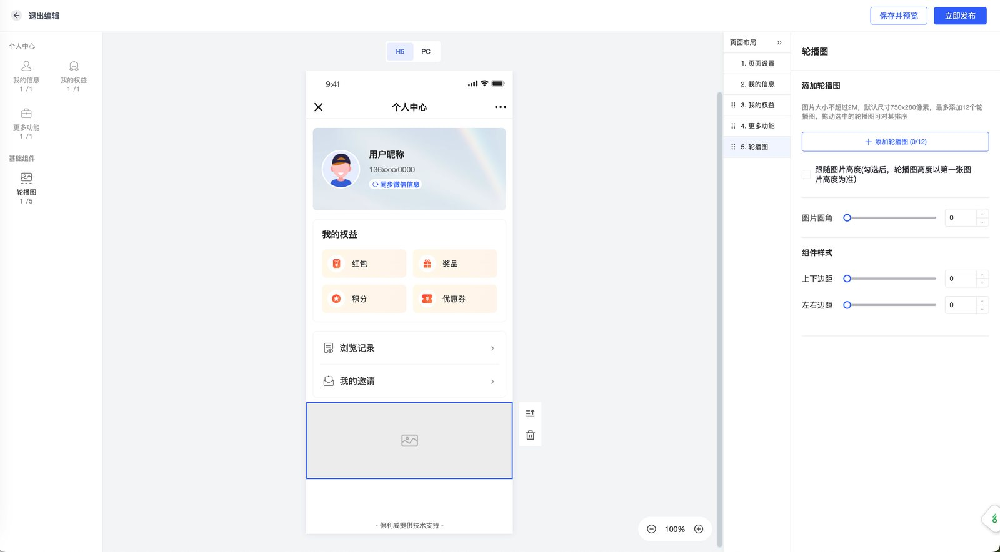 退出编辑
保存并预览
立即发布
个人中心
我的信息
1 /1
我的权益
1 /1
更多功能
1 /1
基础组件
轮播图
1 /5
H5
PC
9:41
个人中心
用户昵称
136xxxx0000
同步微信信息
我的权益
红包
奖品
积分
优惠券
浏览记录
我的邀请
- 保利威提供技术支持 -
100%
页面布局
1. 页面设置
2. 我的信息
3. 我的权益
4. 更多功能
5. 轮播图
轮播图
添加轮播图
图片大小不超过2M，默认尺寸750x280像素，最多添加12个轮
播图，拖动选中的轮播图可对其排序
添加轮播图 (0/12)
跟随图片高度(勾选后，轮播图高度以第一张图
片高度为准)
图片圆角
0
组件样式
上下边距
0
左右边距
0